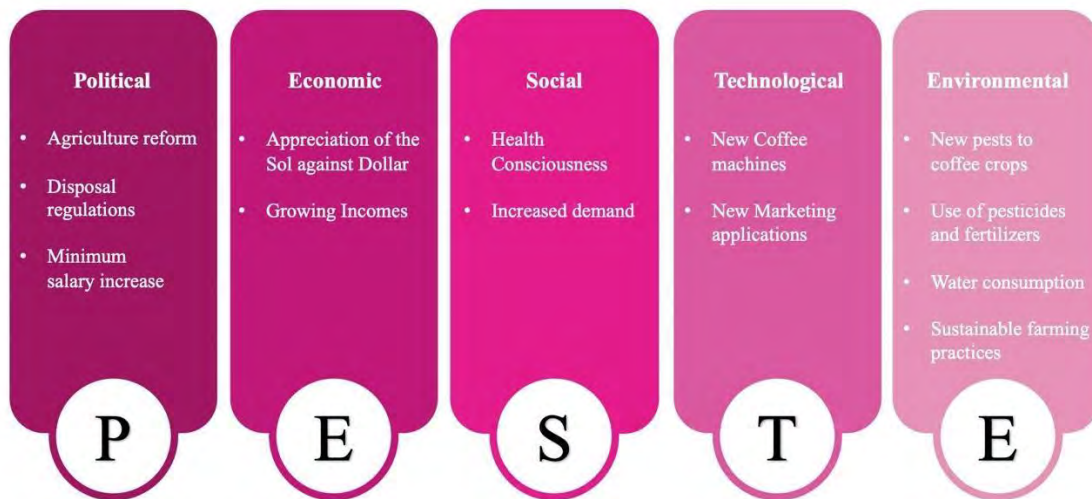 Political
• Agriculture reform
• Disposal
regulations
• Minimum
salary increase
P
Economic
• Appreciation of the
Sol against Dollar
• Growing Incomes
E
Social
• Health
Consciousness
• Increased demand
S
Technological
• New Coffee
machines
• New Marketing
applications
T
Environmental
• New pests to
coffee crops
• Use of pesticides
and fertilizers
• Water consumption
• Sustainable farming
practices
E